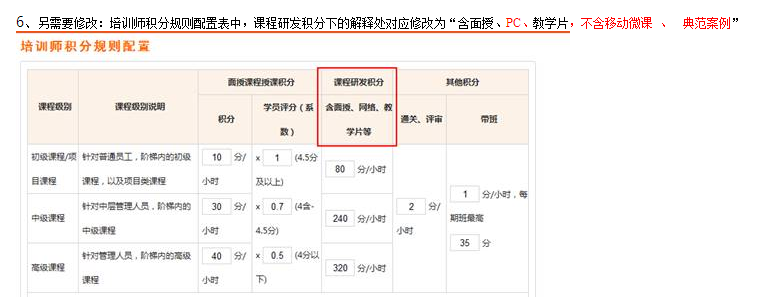 6、另需要修改：培训师积分规则配置表中，课程研发积分下的解释处对应修改为“含面授、PC、教学片，不含移动微课 、 典范案例”
培训师积分规则配置
课程级别 课程级别说明 面授课程授课积分 课程研发积分 其他积分
积分 学员评分（系数） 含面授、网络、教学片等 通关、评审 带班
初级课程/项目课程 针对普通员工，阶梯内的初级课程，以及项目类课程 10 分/小时 × 1 (4.5分及以上) 80 分/小时
中级课程 针对中层管理人员，阶梯内的中级课程 30 分/小时 × 0.7 (4含-4.5分) 240 分/小时 2 分/小时 1 分/小时，每期班最高 35 分
高级课程 针对管理人员，阶梯内的高级课程 40 分/小时 × 0.5 (4分以下) 320 分/小时